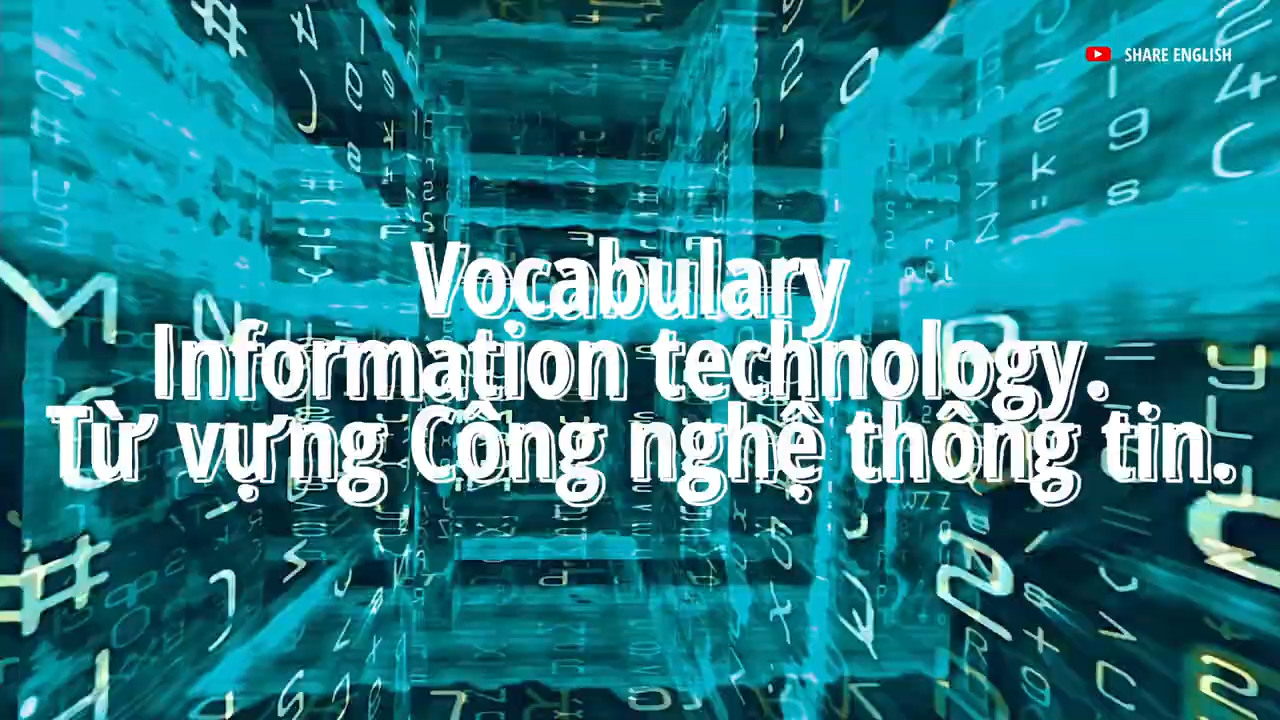 SHARE ENGLISH
Vocabulary
Information technology.
Từ vựng Công nghệ thông tin.